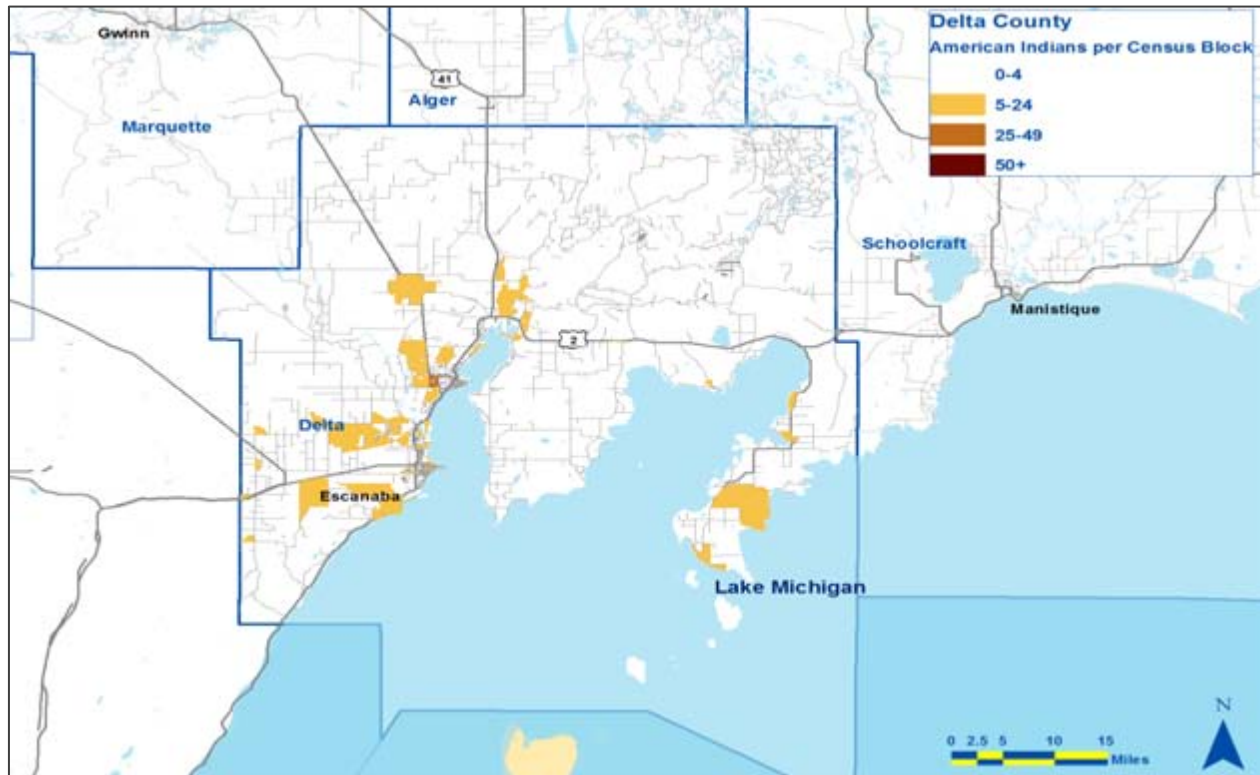 Delta County
American Indians per Census Block
0-4
5-24
25-49
50+
Gwinn
41
Alger
Marquette
Schoolcraft
Manistique
2
Delta
Escanaba
Lake Michigan
N
0 2.5 5 10 15
Miles